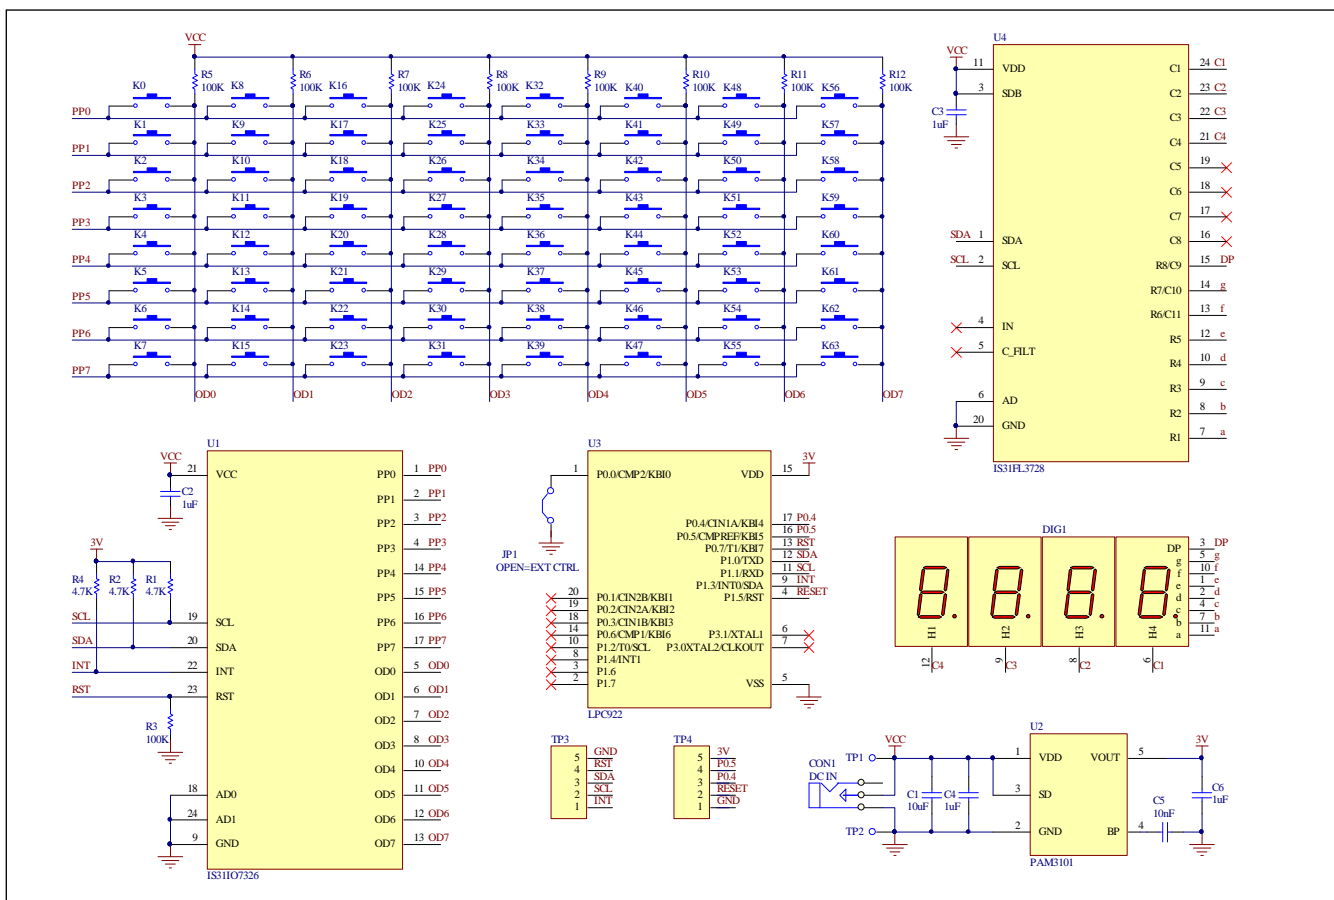 VCC
R5 R6 R7 R8 R9 R10 R11 R12
100K 100K 100K 100K 100K 100K 100K 100K
K0 K8 K16 K24 K32 K40 K48 K56
PP0
K1 K9 K17 K25 K33 K41 K49 K57
PP1
K2 K10 K18 K26 K34 K42 K50 K58
PP2
K3 K11 K19 K27 K35 K43 K51 K59
PP3
K4 K12 K20 K28 K36 K44 K52 K60
PP4
K5 K13 K21 K29 K37 K45 K53 K61
PP5
K6 K14 K22 K30 K38 K46 K54 K62
PP6
K7 K15 K23 K31 K39 K47 K55 K63
PP7
OD0 OD1 OD2 OD3 OD4 OD5 OD6 OD7
U4
VCC
C3
1uF
11 VDD
3 SDB
SDA 1 SDA
SCL 2 SCL
4 IN
5 C_FILT
6 AD
20 GND
C1 24 C1
C2 23 C2
C3 22 C3
C4 21 C4
C5 19
C6 18
C7 17
C8 16
R8/C9 15 DP
R7/C10 14 g
R6/C11 13 f
R5 12 e
R4 10 d
R3 9 c
R2 8 b
R1 7 a
IS31FL3728
U1
VCC
21 VCC
C2
1uF
3V
R4 R2 R1
4.7K 4.7K 4.7K
SCL 19 SCL
SDA 20 SDA
INT 22 INT
RST 23 RST
R3
100K
18 AD0
24 AD1
9 GND
PP0 1 PP0
PP1 2 PP1
PP2 3 PP2
PP3 4 PP3
PP4 14 PP4
PP5 15 PP5
PP6 16 PP6
PP7 17 PP7
OD0 5 OD0
OD1 6 OD1
OD2 7 OD2
OD3 8 OD3
OD4 10 OD4
OD5 11 OD5
OD6 12 OD6
OD7 13 OD7
IS31IO7326
U3
1 P0.0/CMP2/KBI0
JP1
OPEN=EXT CTRL
20 P0.1/CIN2B/KBI1
19 P0.2/CIN2A/KBI2
18 P0.3/CIN1B/KBI3
14 P0.6/CMP1/KBI6
10 P1.2/T0/SCL
8 P1.4/INT1
3 P1.6
2 P1.7
VDD 15 3V
P0.4/CIN1A/KBI4 17 P0.4
P0.5/CMPREF/KBI5 16 P0.5
P0.7/T1/KBI7 13 RST
P1.0/TXD 12 SDA
P1.1/RXD 11 SCL
P1.3/INT0/SDA 9 INT
P1.5/RST 4 RESET
P3.1/XTAL1 6
P3.0XTAL2/CLKOUT 7
VSS 5
LPC922
TP3
5 GND
4 RST
3 SDA
2 SCL
1 INT
TP4
5 3V
4 P0.5
3 P0.4
2 RESET
1 GND
DIG1
DP 3 DP
g 5 g
f 10 f
e 1 e
d 2 d
c 4 c
b 7 b
a 11 a
H1 H2 H3 H4
12 9 8 6
C4 C3 C2 C1
U2
TP1
VCC
CON1
DC IN
TP2
C1
10uF
C4
1uF
1 VDD
3 SD
2 GND
VOUT 5
BP 4
3V
C5
10nF
C6
1uF
PAM3101